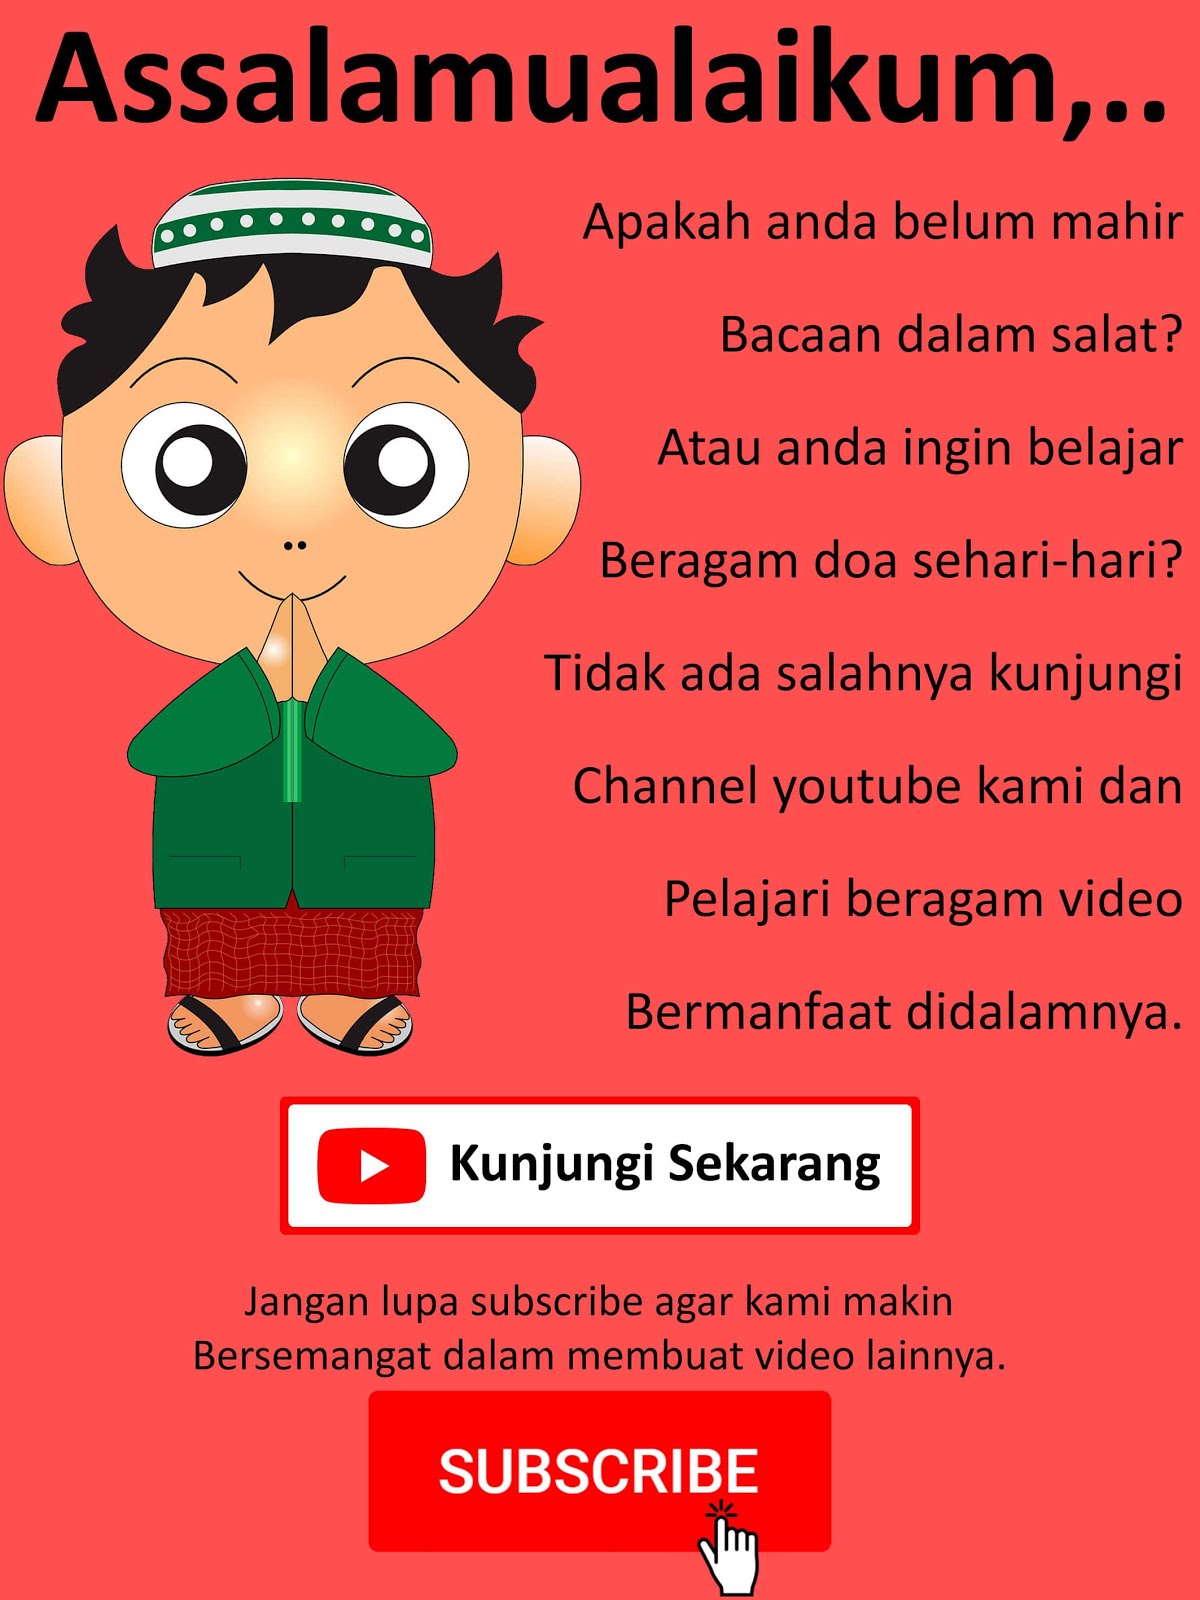 Assalamualaikum,..
Apakah anda belum mahir
Bacaan dalam salat?
Atau anda ingin belajar
Beragam doa sehari-hari?
Tidak ada salahnya kunjungi
Channel youtube kami dan
Pelajari beragam video
Bermanfaat didalamnya.
Kunjungi Sekarang
Jangan lupa subscribe agar kami makin
Bersemangat dalam membuat video lainnya.
SUBSCRIBE